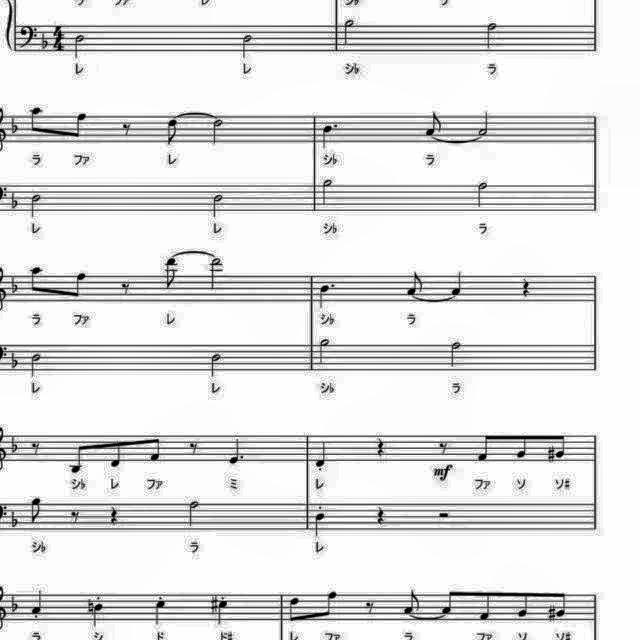 レ レ シ♭ ラ
ラ ファ レ シ♭ ラ
レ レ シ♭ ラ
ラ ファ レ シ♭ ラ
レ レ シ♭ ラ
mf
シ♭ レ ファ ミ レ ファ ソ ソ♯
シ♭ ラ レ
ラ シ ド ド♯ レ ファ ラ ファ ソ ソ♯